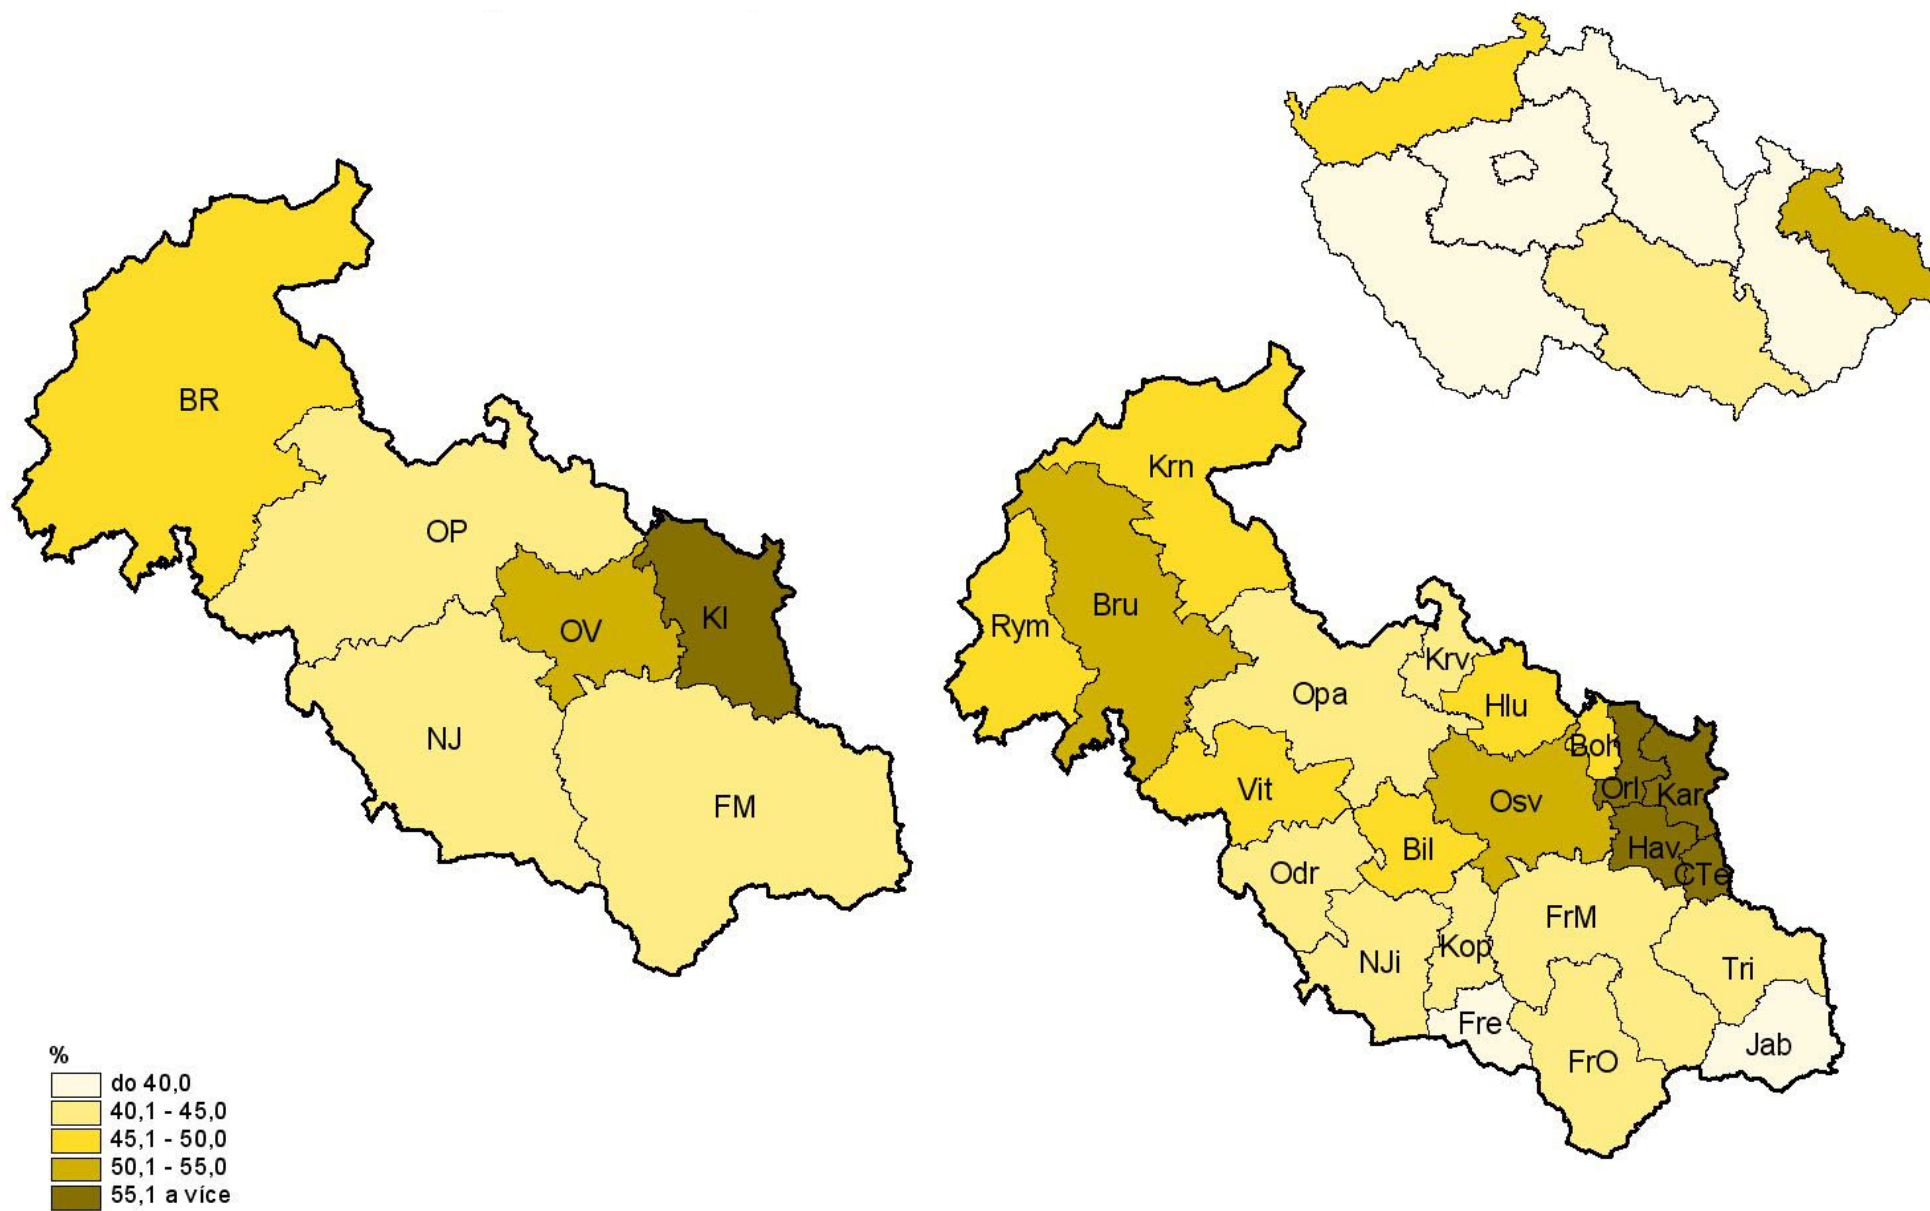 BR
OP
OV
KI
NJ
FM
Krn
Bru
Rym
Krv
Opa
Hlu
Boh
Orl
Kar
Vit
Osv
Bil
Hav
CTe
Odr
FrM
Kop
NJi
Tri
Fre
Jab
FrO
%
do 40,0
40,1 - 45,0
45,1 - 50,0
50,1 - 55,0
55,1 a více